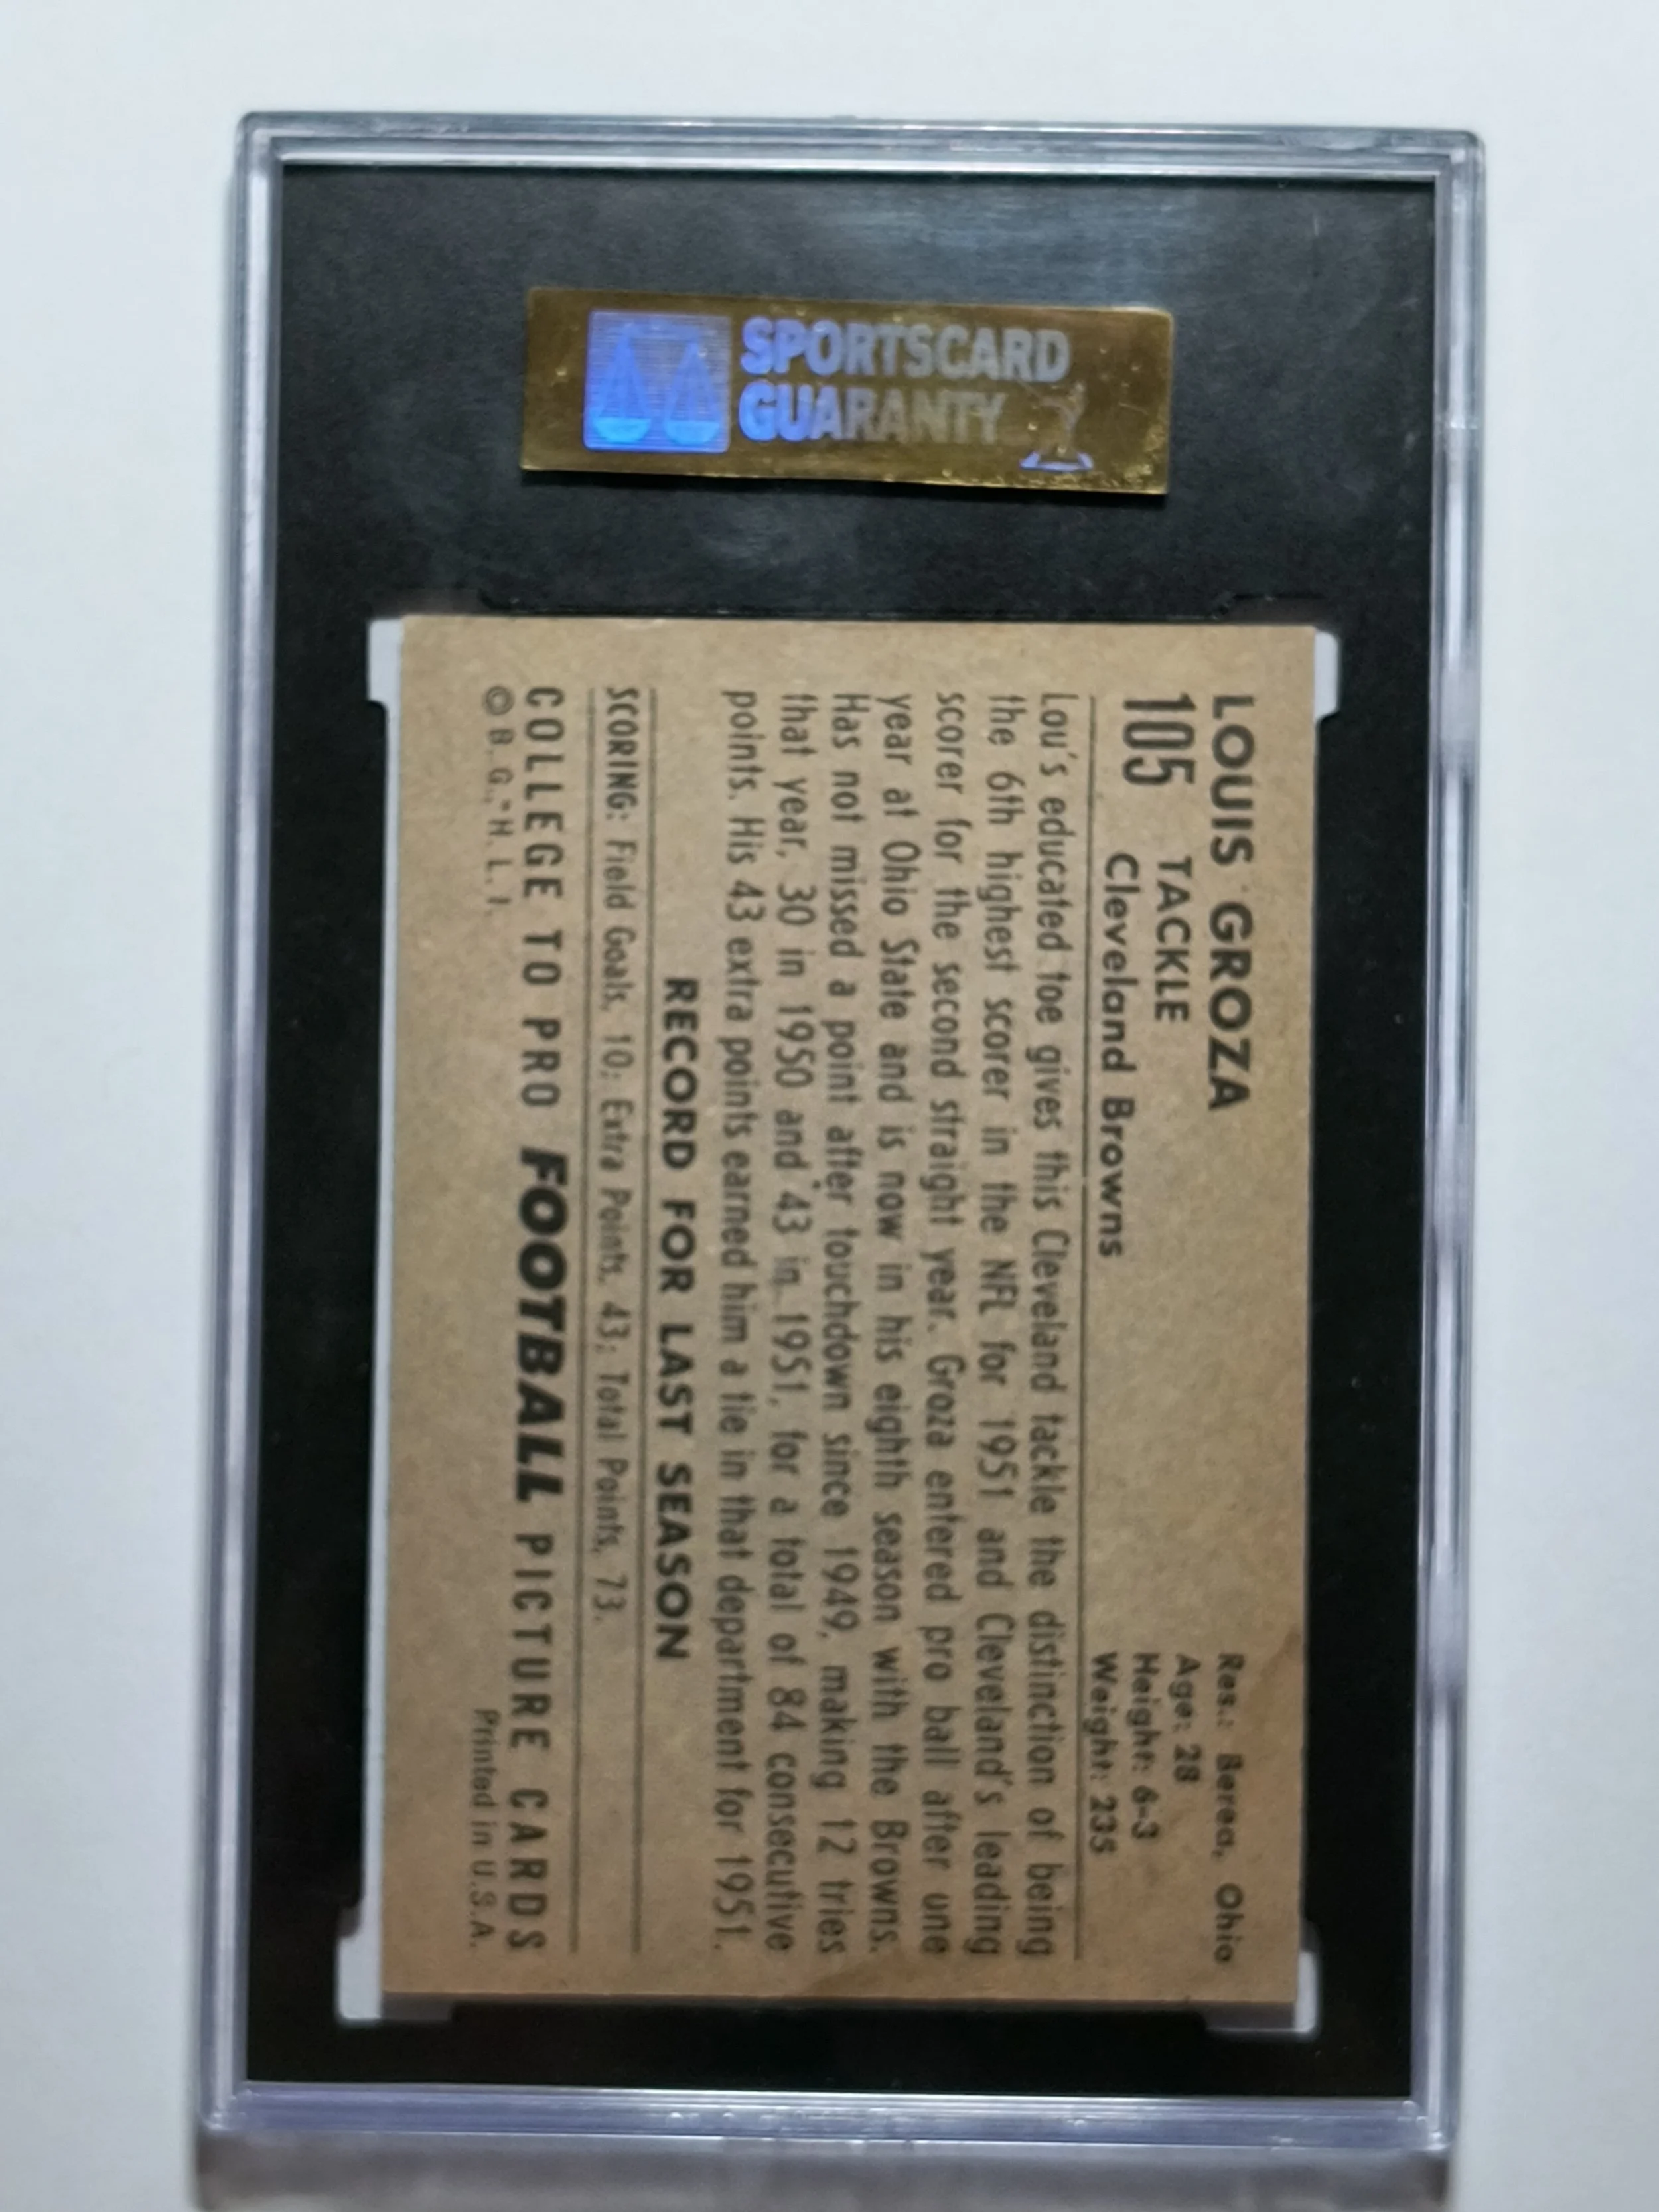 SPORTSCARD
GUARANTY
LOUIS GROZA
105 TACKLE
Cleveland Browns
Res.: Berea, Ohio
Age: 28
Height: 6-3
Weight: 235
Lou's educated toe gives this Cleveland tackle the distinction of being
the 6th highest scorer in the NFL for 1951 and Cleveland's leading
scorer for the second straight year. Groza entered pro ball after one
year at Ohio State and is now in his eighth season with the Browns.
Has not missed a point after touchdown since 1949, making 12 tries
that year, 30 in 1950 and 43 in 1951, for a total of 84 consecutive
points. His 43 extra points earned him a tie in that department for 1951.
RECORD FOR LAST SEASON
SCORING: Field Goals, 10; Extra Points, 43; Total Points, 73.
COLLEGE TO PRO FOOTBALL PICTURE CARDS
© B. G., H. L. I.
Printed in U.S.A.